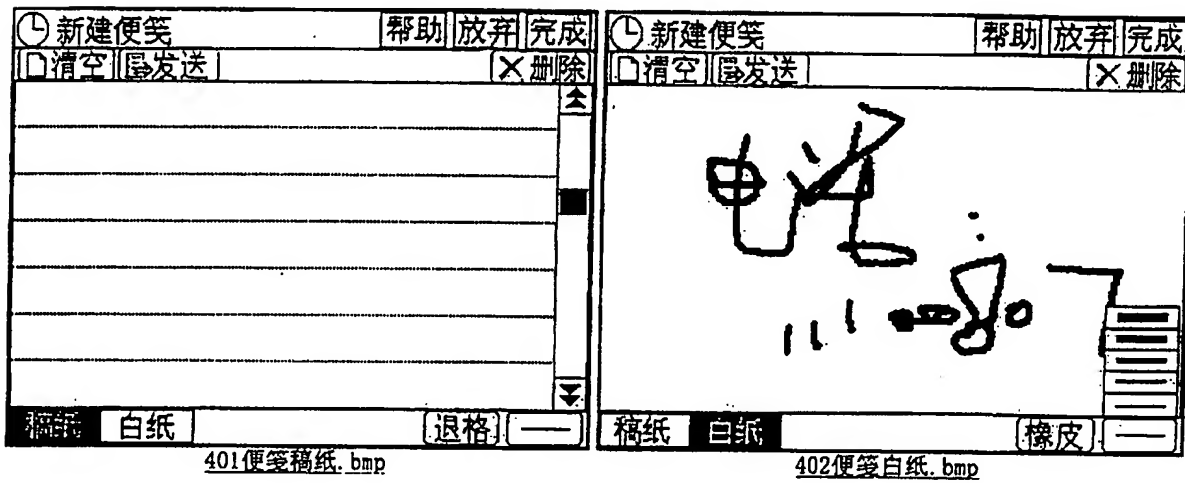 新建便笺 帮助 放弃 完成
清空 发送 删除
稿纸 白纸 退格
401便笺稿纸.bmp
新建便笺 帮助 放弃 完成
清空 发送 删除
稿纸 白纸 橡皮
402便笺白纸.bmp